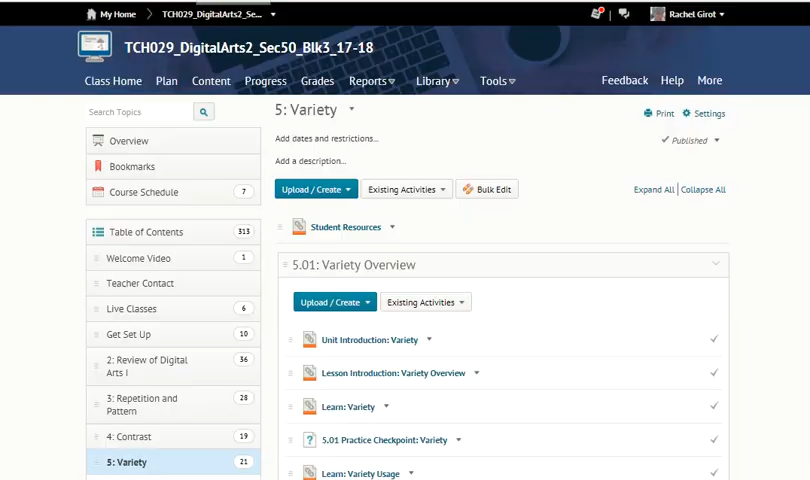 My Home
TCH029_DigitalArts2_Se...
Rachel Girot
TCH029_DigitalArts2_Sec50_Blk3_17-18
Class Home Plan Content Progress Grades Reports Library Tools Feedback Help More
Search Topics
Overview
Bookmarks
Course Schedule 7
Table of Contents 313
Welcome Video 1
Teacher Contact
Live Classes 6
Get Set Up 10
2: Review of Digital
Arts I 36
3: Repetition and
Pattern 28
4: Contrast 19
5: Variety 21
5: Variety
Print Settings
Add dates and restrictions...
Published
Add a description...
Upload / Create Existing Activities Bulk Edit
Expand All | Collapse All
Student Resources
5.01: Variety Overview
Upload / Create Existing Activities
Unit Introduction: Variety
Lesson Introduction: Variety Overview
Learn: Variety
? 5.01 Practice Checkpoint: Variety
Learn: Variety Usage